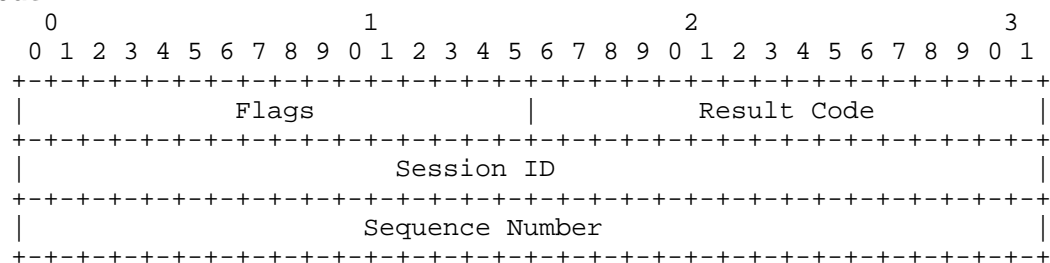 0                   1                   2                   3
 0 1 2 3 4 5 6 7 8 9 0 1 2 3 4 5 6 7 8 9 0 1 2 3 4 5 6 7 8 9 0 1
+-+-+-+-+-+-+-+-+-+-+-+-+-+-+-+-+-+-+-+-+-+-+-+-+-+-+-+-+-+-+-+-+
|             Flags             |          Result Code          |
+-+-+-+-+-+-+-+-+-+-+-+-+-+-+-+-+-+-+-+-+-+-+-+-+-+-+-+-+-+-+-+-+
|                       Session ID                              |
+-+-+-+-+-+-+-+-+-+-+-+-+-+-+-+-+-+-+-+-+-+-+-+-+-+-+-+-+-+-+-+-+
|                     Sequence Number                           |
+-+-+-+-+-+-+-+-+-+-+-+-+-+-+-+-+-+-+-+-+-+-+-+-+-+-+-+-+-+-+-+-+